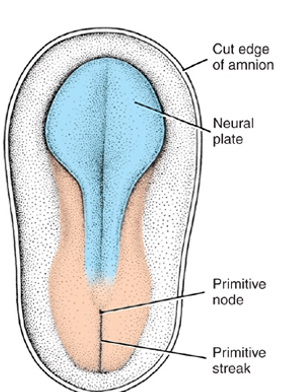 Cut edge
of amnion
Neural
plate
Primitive
node
Primitive
streak